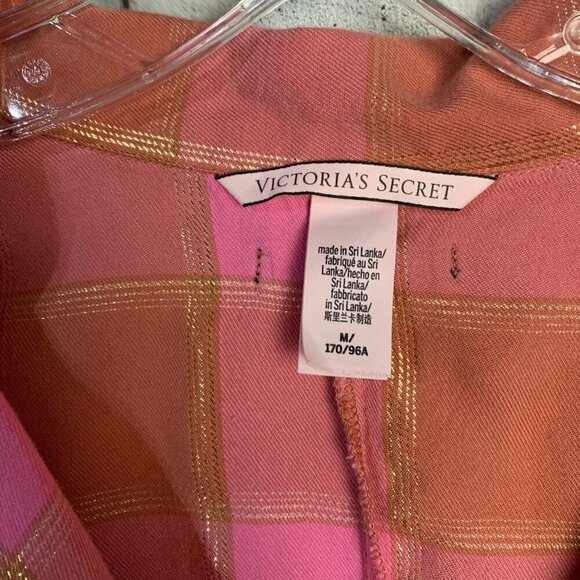 VICTORIA'S SECRET
made in Sri Lanka/
fabriqué au Sri
Lanka/hecho en
Sri Lanka/
fabbricato
in Sri Lanka/
斯里兰卡制造
M/
170/96A